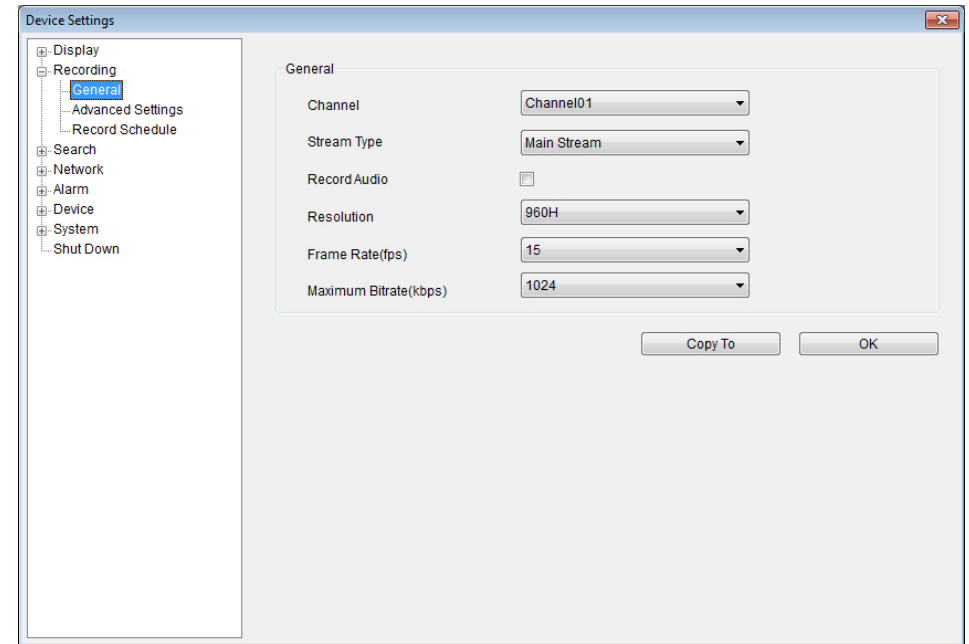 Device Settings
Display
Recording
General
Advanced Settings
Record Schedule
Search
Network
Alarm
Device
System
Shut Down
General
Channel Channel01
Stream Type Main Stream
Record Audio
Resolution 960H
Frame Rate(fps) 15
Maximum Bitrate(kbps) 1024
Copy To OK